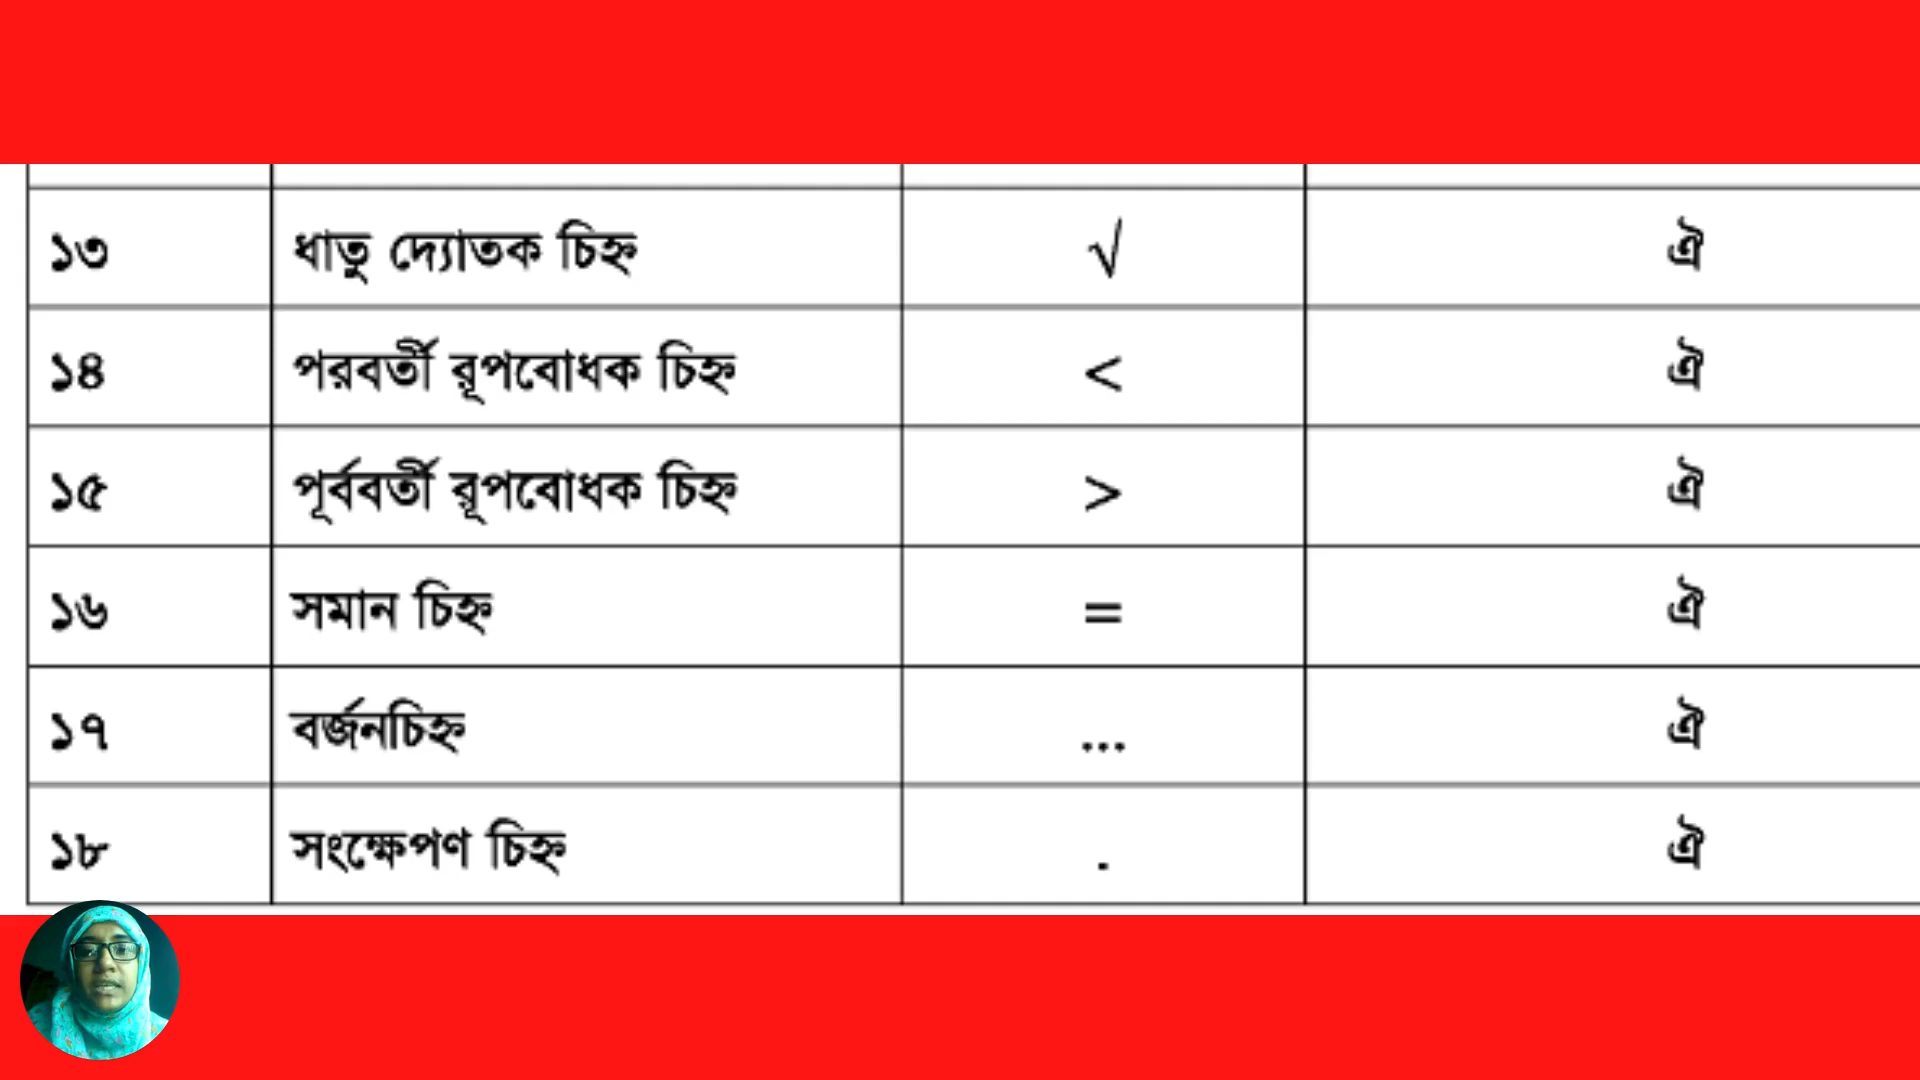 ১৩ ধাতু দ্যোতক চিহ্ন √ ঐ
১৪ পরবর্তী রূপবোধক চিহ্ন < ঐ
১৫ পূর্ববর্তী রূপবোধক চিহ্ন > ঐ
১৬ সমান চিহ্ন = ঐ
১৭ বর্জনচিহ্ন ... ঐ
১৮ সংক্ষেপণ চিহ্ন . ঐ